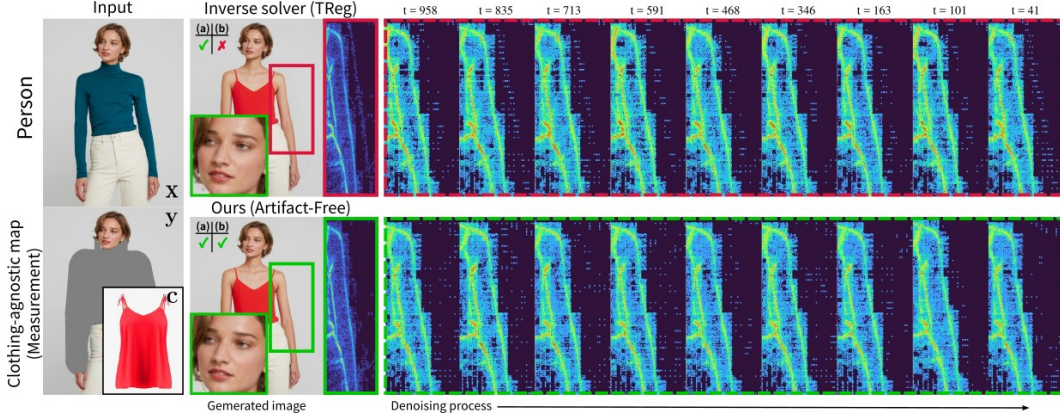 Input
Inverse solver (TReg)
t = 958
t = 835
t = 713
t = 591
t = 468
t = 346
t = 163
t = 101
t = 41
(a) (b)
✓ ✗
Person
x
y
Ours (Artifact-Free)
(a) (b)
✓ ✓
Clothing-agnostic map
(Measurement)
c
Gemerated image
Denoising process